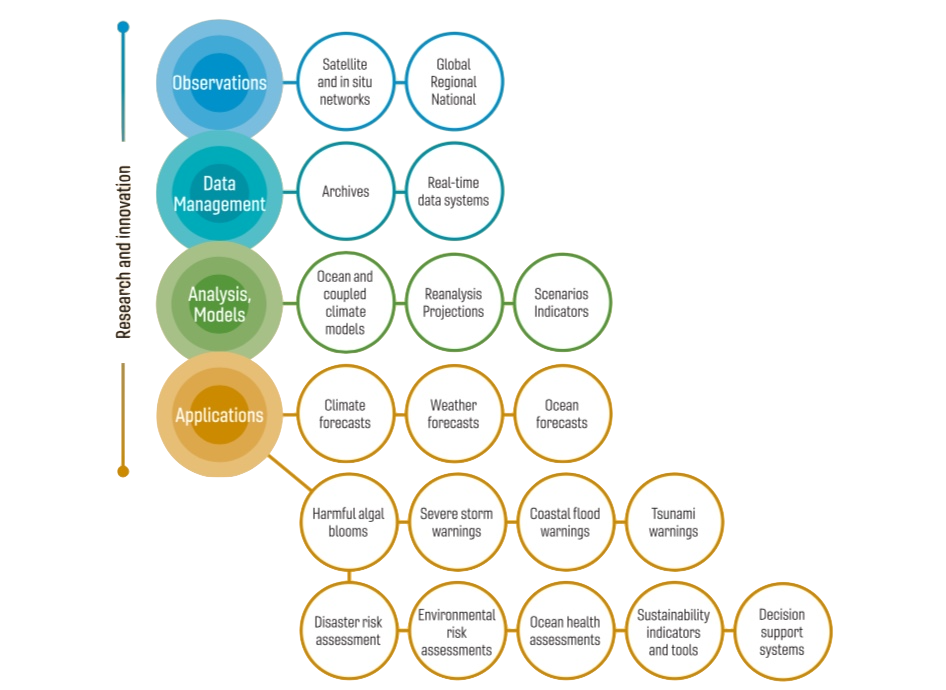 Research and innovation
Observations
Satellite
and in situ
networks
Global
Regional
National
Data
Management
Archives
Real-time
data systems
Analysis,
Models
Ocean and
coupled
climate
models
Reanalysis
Projections
Scenarios
Indicators
Applications
Climate
forecasts
Weather
forecasts
Ocean
forecasts
Harmful algal
blooms
Severe storm
warnings
Coastal flood
warnings
Tsunami
warnings
Disaster risk
assessment
Environmental
risk
assessments
Ocean health
assessments
Sustainability
indicators
and tools
Decision
support
systems